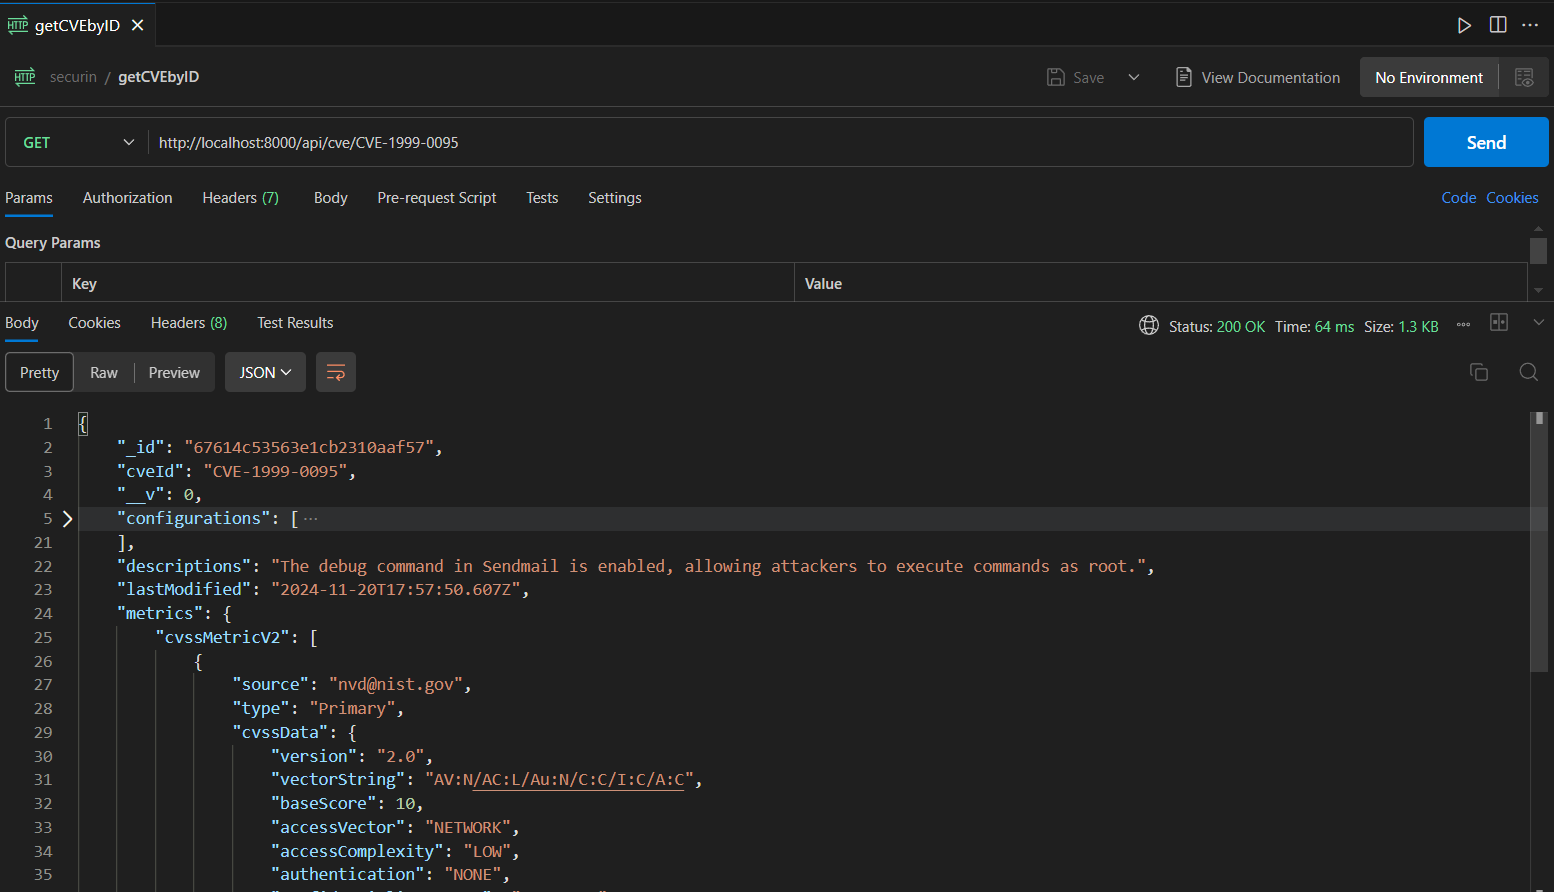 HTTP getCVEbyID
HTTP securin / getCVEbyID Save View Documentation No Environment
GET http://localhost:8000/api/cve/CVE-1999-0095 Send
Params Authorization Headers (7) Body Pre-request Script Tests Settings Code Cookies
Query Params
Key Value
Body Cookies Headers (8) Test Results Status: 200 OK Time: 64 ms Size: 1.3 KB
Pretty Raw Preview JSON
1 {
2 "_id": "67614c53563e1cb2310aaf57",
3 "cveId": "CVE-1999-0095",
4 "__v": 0,
5 "configurations": [ ···
21 ],
22 "descriptions": "The debug command in Sendmail is enabled, allowing attackers to execute commands as root.",
23 "lastModified": "2024-11-20T17:57:50.607Z",
24 "metrics": {
25 "cvssMetricV2": [
26 {
27 "source": "nvd@nist.gov",
28 "type": "Primary",
29 "cvssData": {
30 "version": "2.0",
31 "vectorString": "AV:N/AC:L/Au:N/C:C/I:C/A:C",
32 "baseScore": 10,
33 "accessVector": "NETWORK",
34 "accessComplexity": "LOW",
35 "authentication": "NONE",